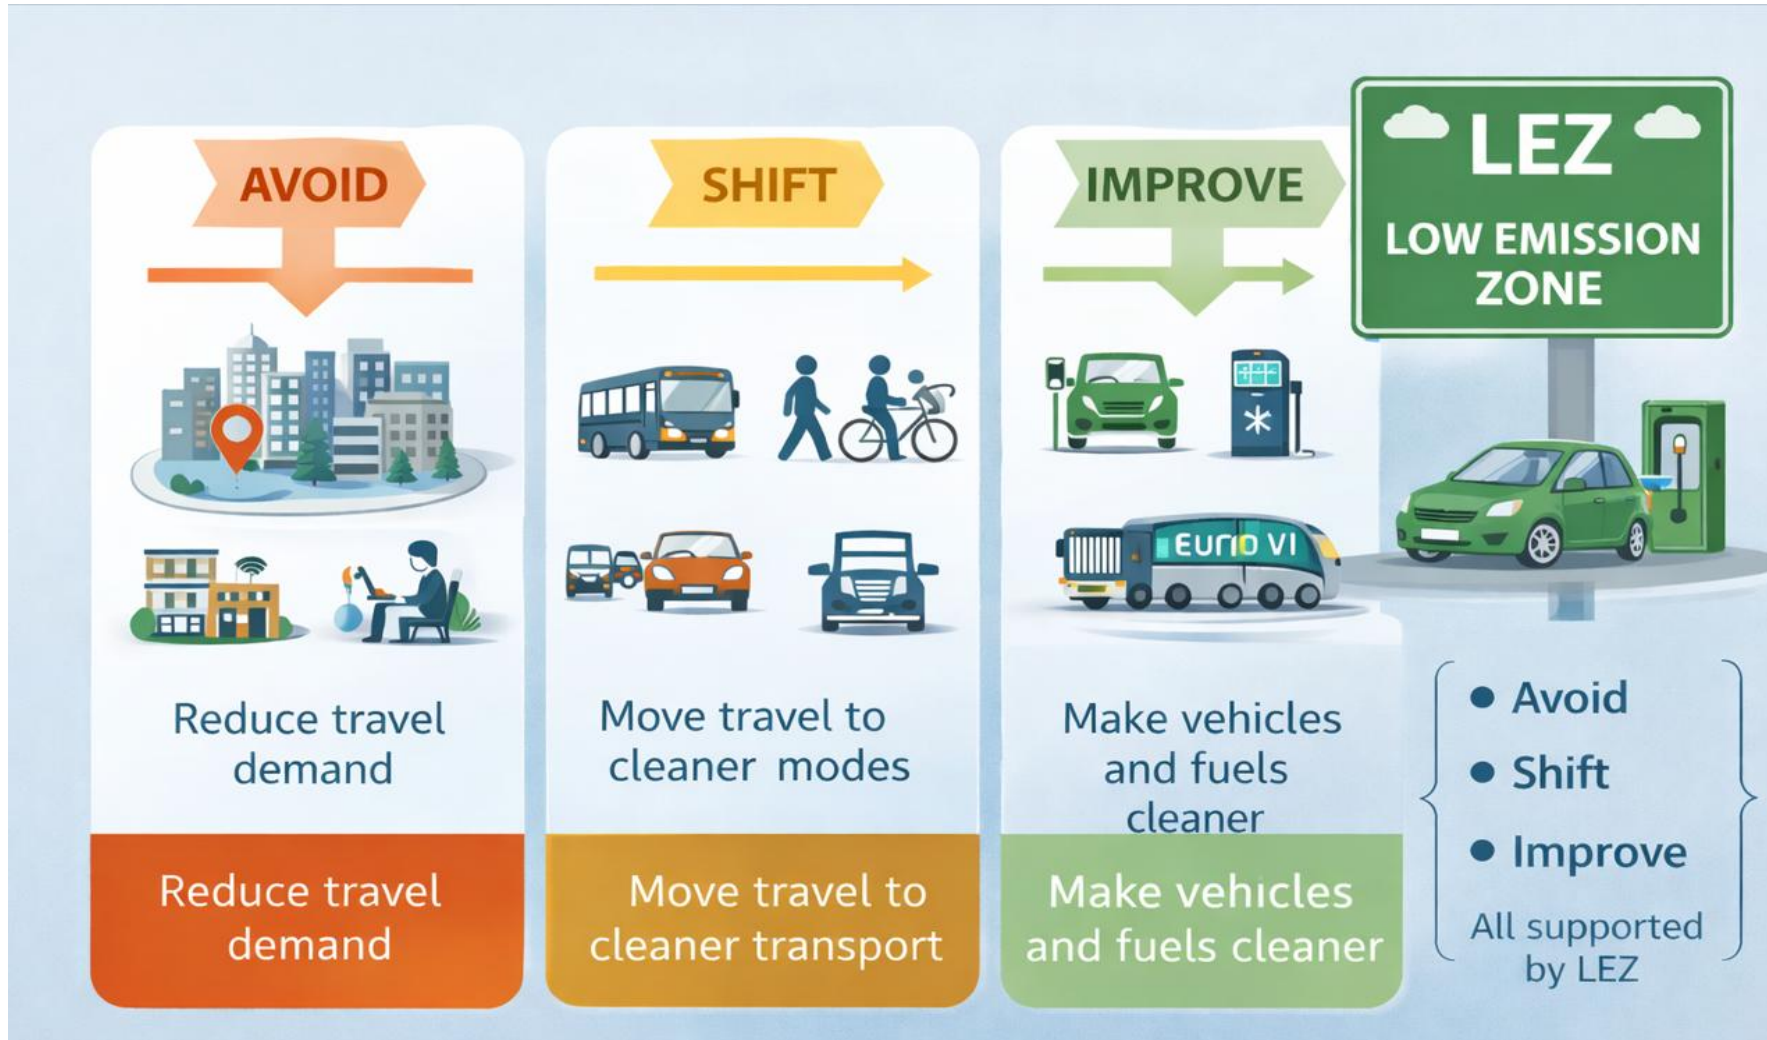 AVOID
Reduce travel
demand
Reduce travel
demand
SHIFT
Move travel to
cleaner modes
Move travel to
cleaner transport
IMPROVE
VI
Make vehicles
and fuels
cleaner
Make vehicles
and fuels cleaner
LEZ
LOW EMISSION
ZONE
• Avoid
• Shift
• Improve
All supported
by LEZ